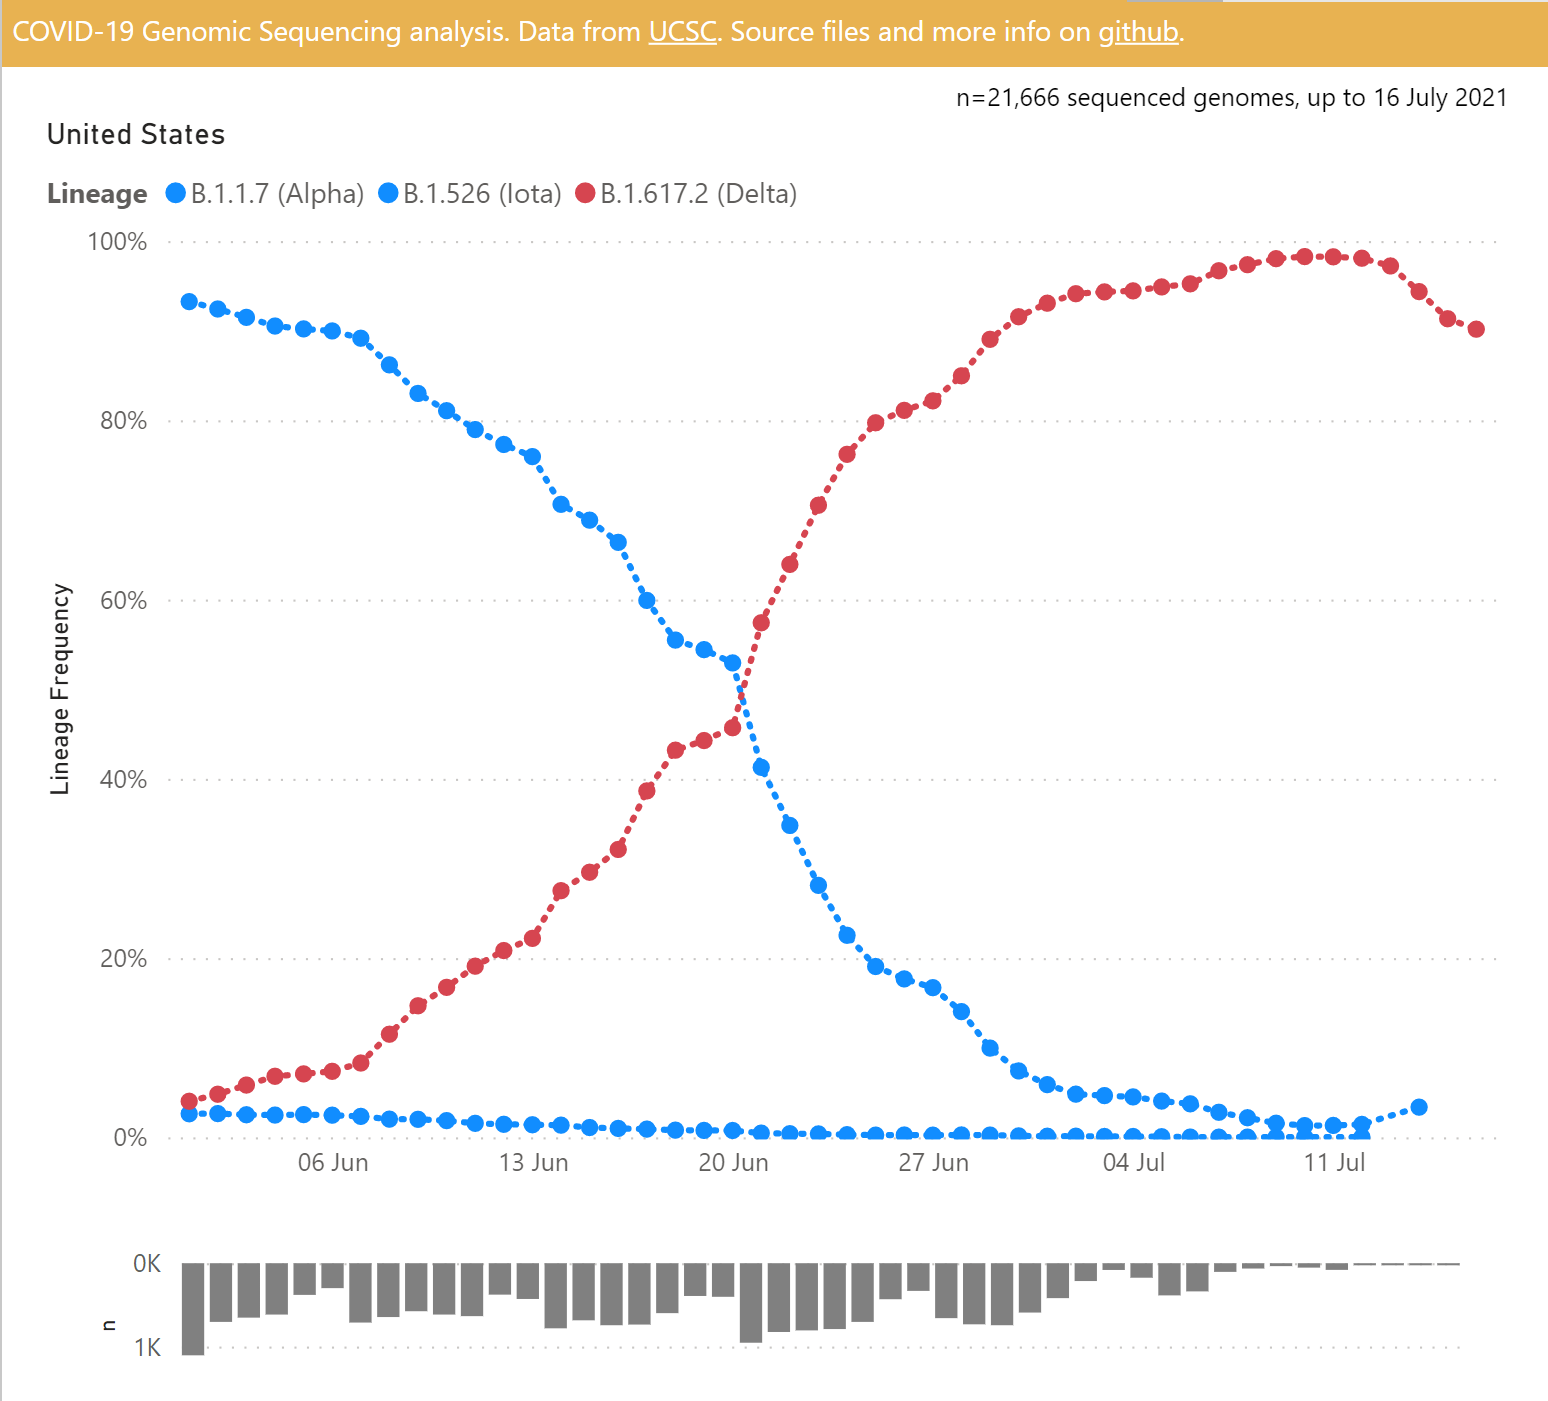 COVID-19 Genomic Sequencing analysis. Data from UCSC. Source files and more info on github.
n=21,666 sequenced genomes, up to 16 July 2021
United States
Lineage B.1.1.7 (Alpha) B.1.526 (Iota) B.1.617.2 (Delta)
100%
80%
60%
40%
20%
0%
Lineage Frequency
06 Jun 13 Jun 20 Jun 27 Jun 04 Jul 11 Jul
0K
n
1K